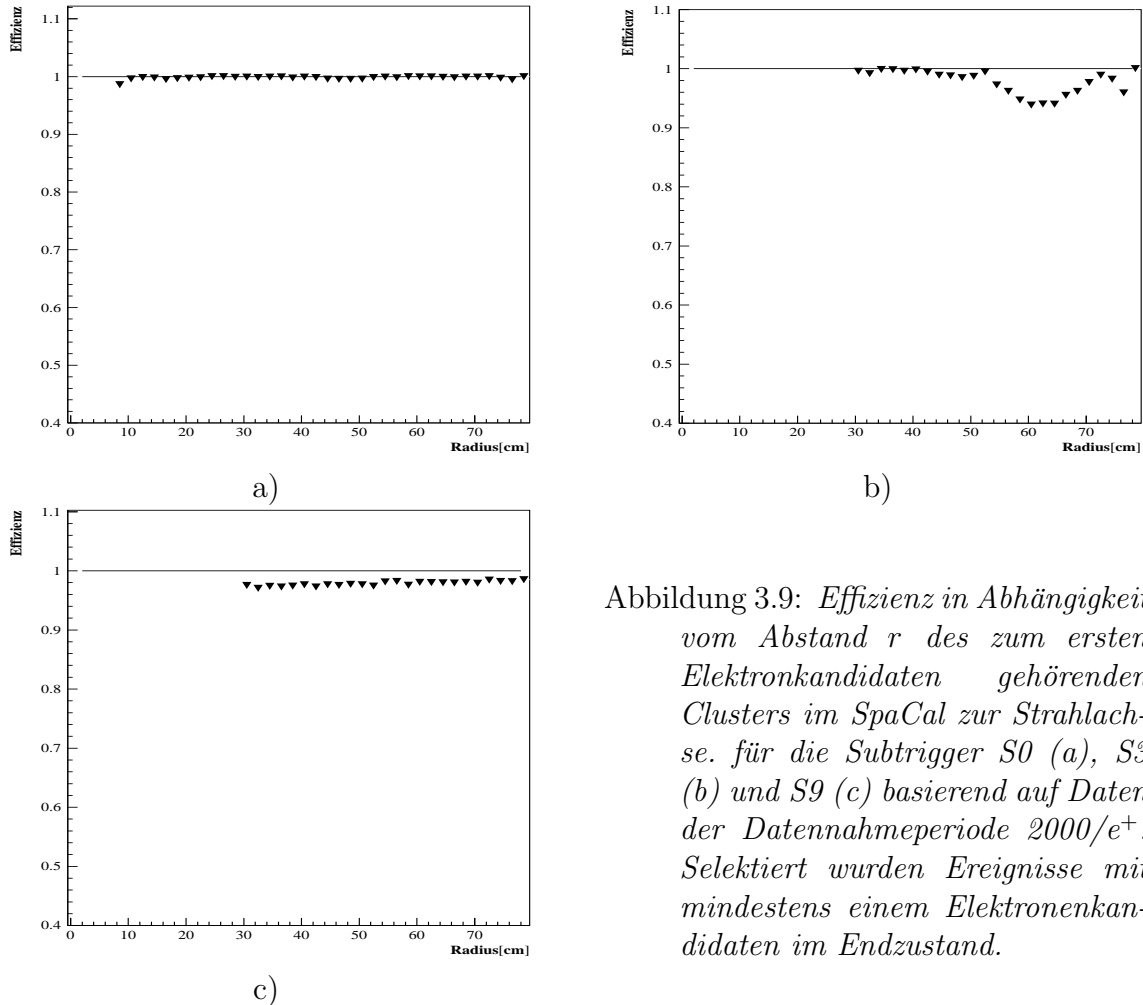 Effizienz
1.1
1
0.9
0.8
0.7
0.6
0.5
0.4
0 10 20 30 40 50 60 70
Radius[cm]
a)
Effizienz
1.1
1
0.9
0.8
0.7
0.6
0.5
0.4
0 10 20 30 40 50 60 70
Radius[cm]
b)
Effizienz
1.1
1
0.9
0.8
0.7
0.6
0.5
0.4
0 10 20 30 40 50 60 70
Radius[cm]
c)
Abbildung 3.9: Effizienz in Abhängigkeit
vom Abstand r des zum ersten
Elektronkandidaten gehörenden
Clusters im SpaCal zur Strahlach-
se. für die Subtrigger S0 (a), S3
(b) und S9 (c) basierend auf Daten
der Datennahmeperiode 2000/e⁺.
Selektiert wurden Ereignisse mit
mindestens einem Elektronenkan-
didaten im Endzustand.